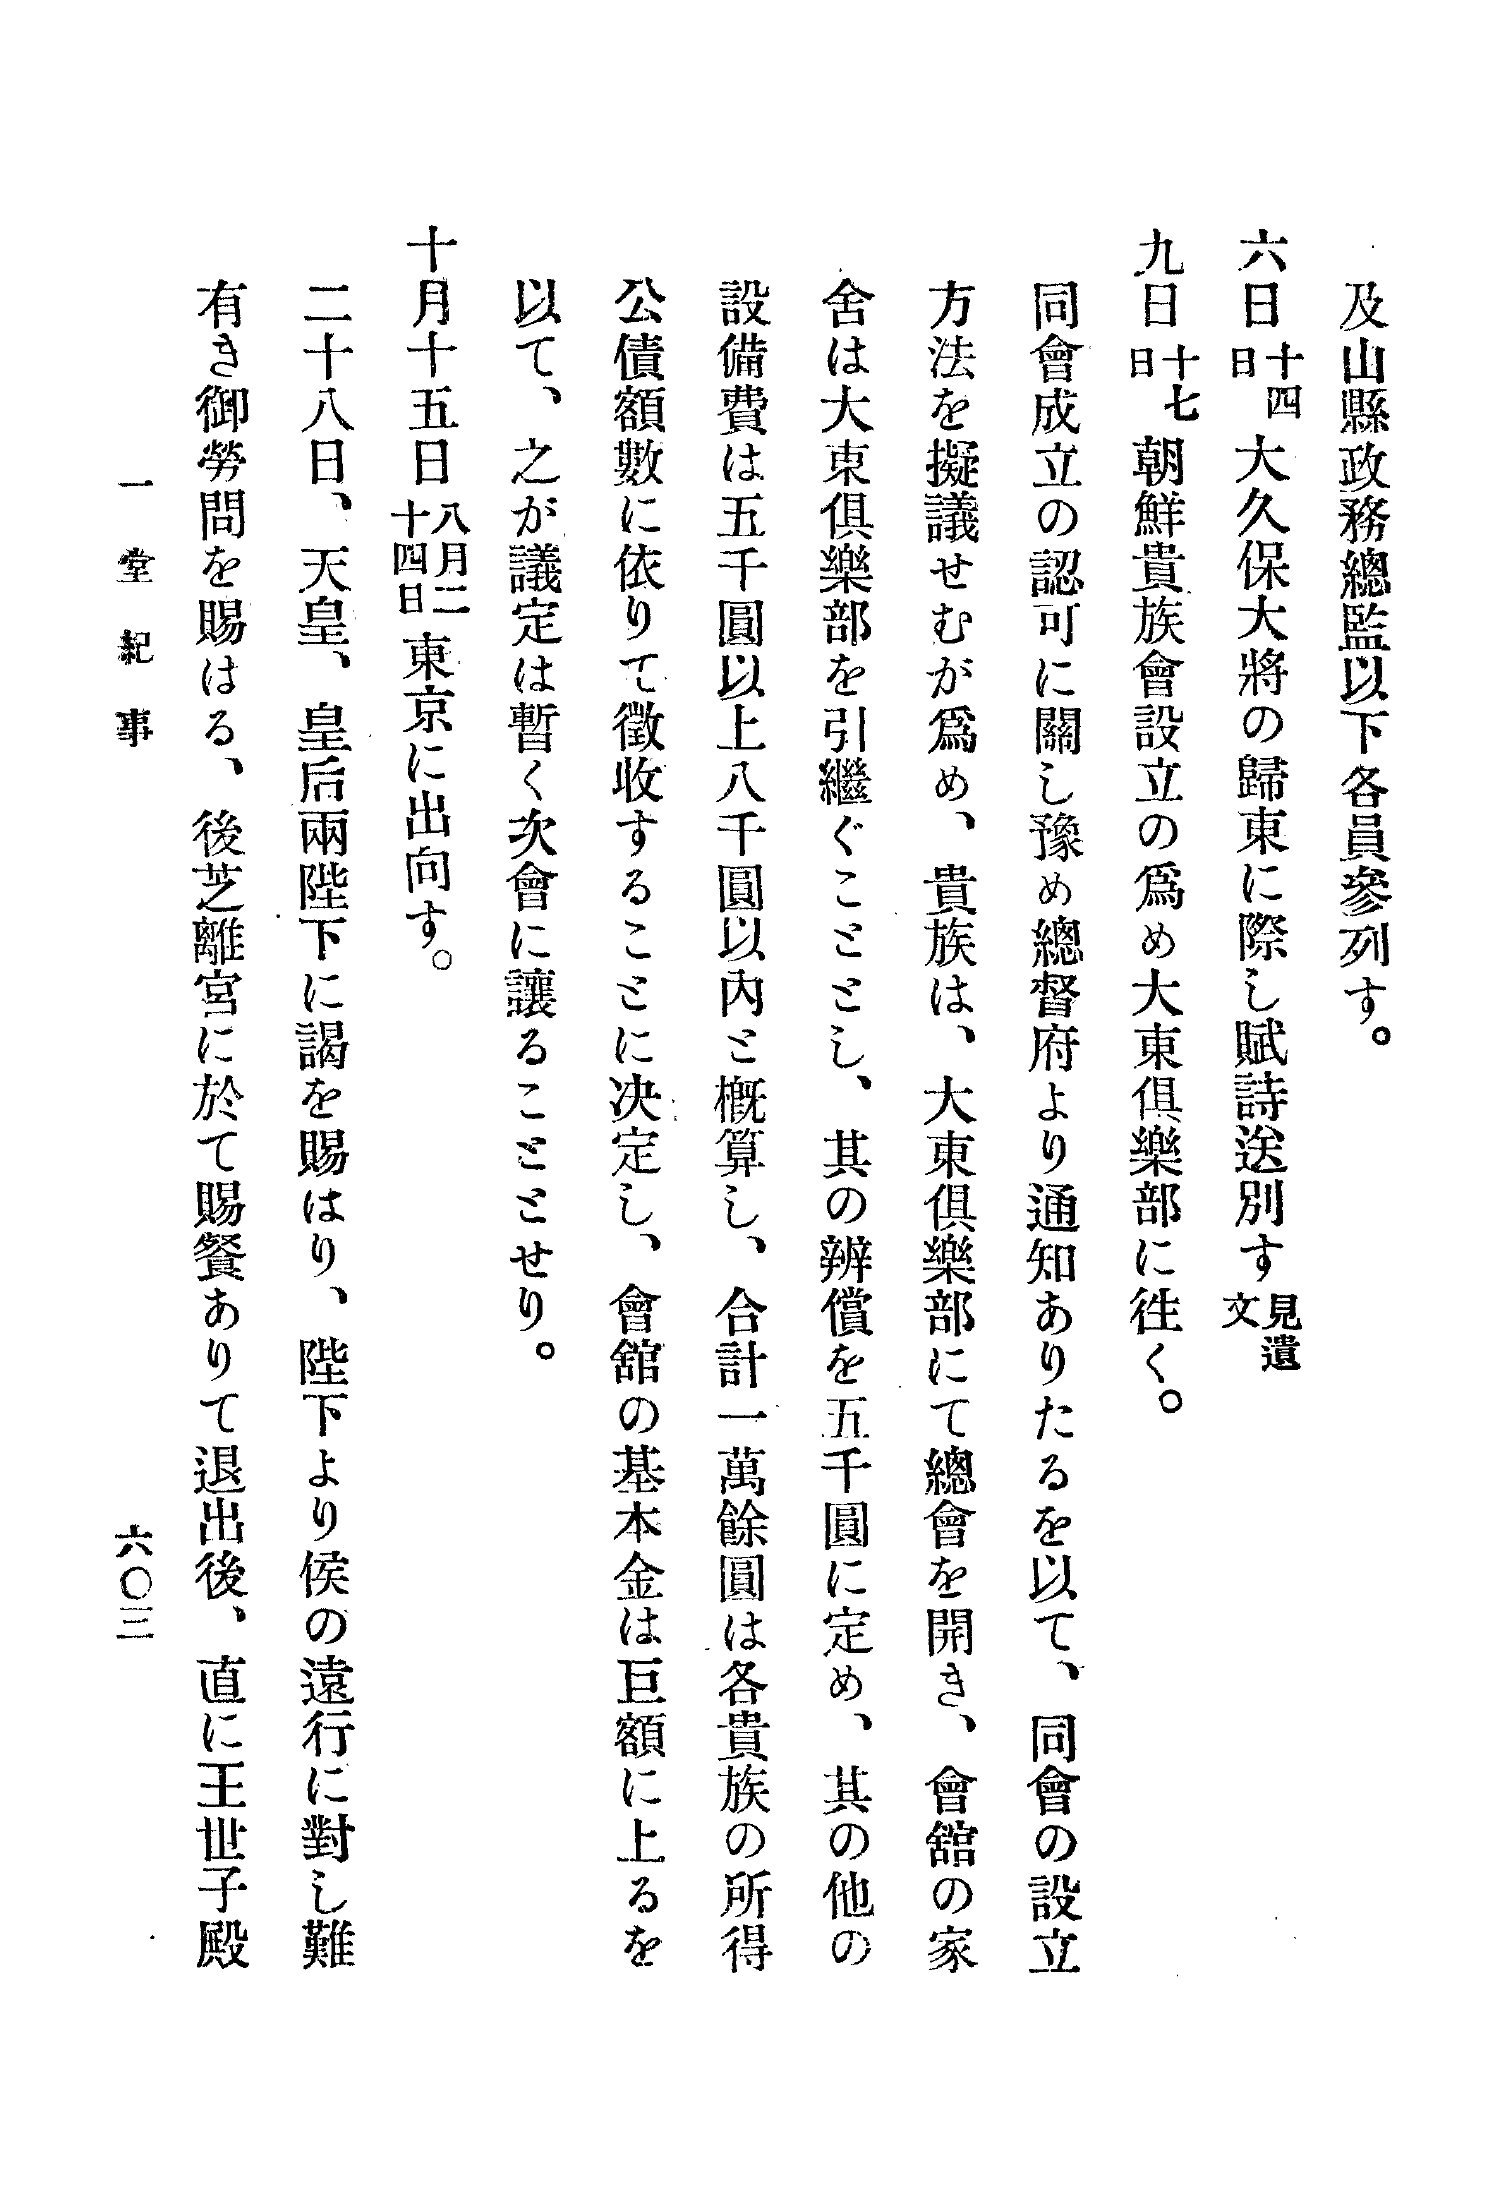 及山縣政務總監以下各員參列す。
六日十四日大久保大將の歸東に際し賦詩送別す見遺文
九日十七日朝鮮貴族會設立の爲め大東倶樂部に徃く。
同會成立の認可に關し豫め總督府より通知ありたるを以て、同會の設立
方法を擬議せむが爲め、貴族は、大東倶樂部にて總會を開き、會舘の家
舍は大東倶樂部を引繼ぐことゝし、其の辨償を五千圓に定め、其の他の
設備費は五千圓以上八千圓以內と槪算し、合計一萬餘圓は各貴族の所得
公債額數に依りて徵收することに决定し、會舘の基本金は巨額に上るを
以て、之が議定は暫く次會に讓ることゝせり。
十月十五日八月二十四日東京に出向す。
二十八日、天皇、皇后兩陛下に謁を賜はり、陛下より侯の遠行に對し難
有き御勞問を賜はる、後芝離宮に於て賜餐ありて退出後、直に王世子殿
一堂紀事
六〇三